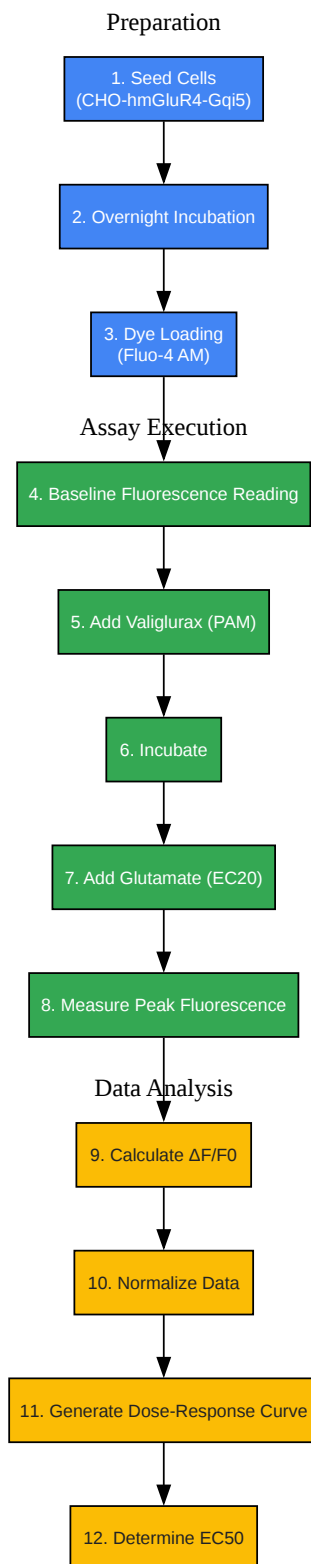 Preparation
1. Seed Cells
(CHO-hmGluR4-Gqi5)
2. Overnight Incubation
3. Dye Loading
(Fluo-4 AM)
Assay Execution
4. Baseline Fluorescence Reading
5. Add Valiglurax (PAM)
6. Incubate
7. Add Glutamate (EC20)
8. Measure Peak Fluorescence
Data Analysis
9. Calculate ΔF/F0
10. Normalize Data
11. Generate Dose-Response Curve
12. Determine EC50